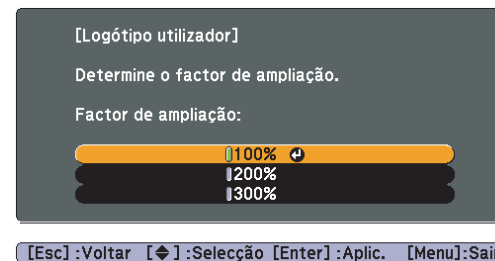 [Logótipo utilizador]
Determine o factor de ampliação.
Factor de ampliação:
100%
200%
300%
[Esc] :Voltar [◆] :Selecção [Enter] :Aplic. [Menu]:Sair